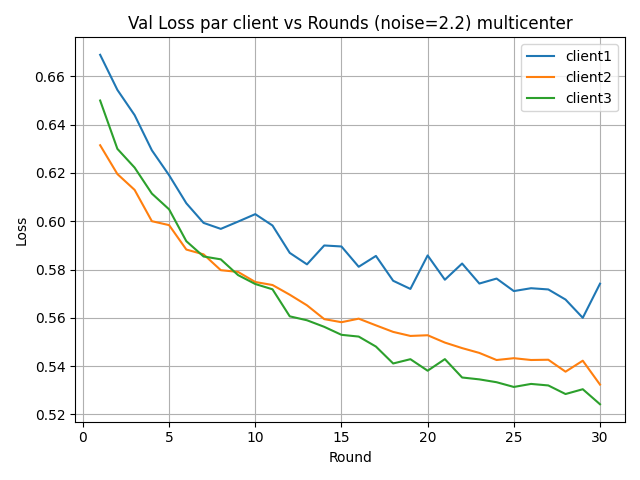 Val Loss par client vs Rounds (noise=2.2) multicenter
client1
client2
client3
Loss
0.66
0.64
0.62
0.60
0.58
0.56
0.54
0.52
0 5 10 15 20 25 30
Round